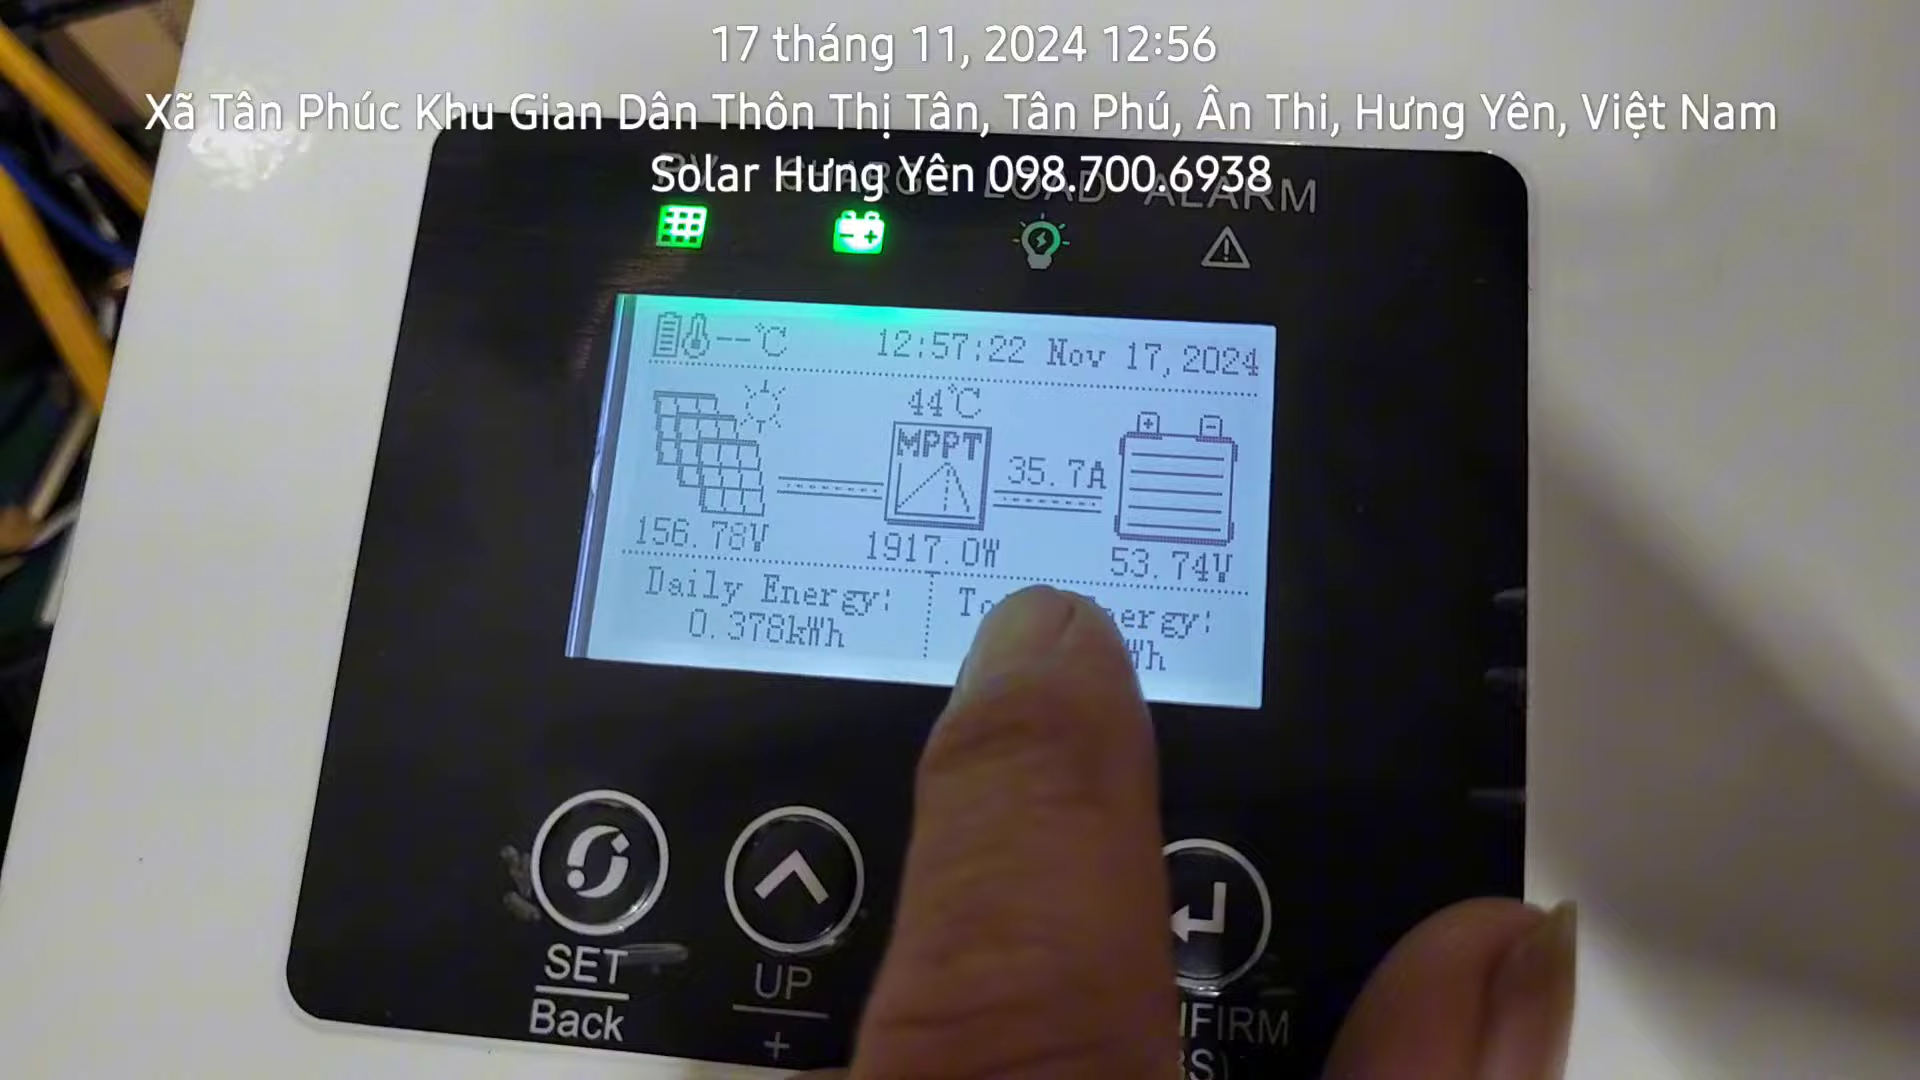 17 tháng 11, 2024 12:56
Xã Tân Phúc Khu Gian Dân Thôn Thị Tân, Tân Phú, Ân Thi, Hưng Yên, Việt Nam
Solar Hưng Yên 098.700.6938
PV CHARGE LOAD ALARM
--°C 12:57:22 Nov 17, 2024
44°C
MPPT
35.7A
156.78V 1917.0W 53.74V
Daily Energy:
0.378kWh
SET
Back
UP
+